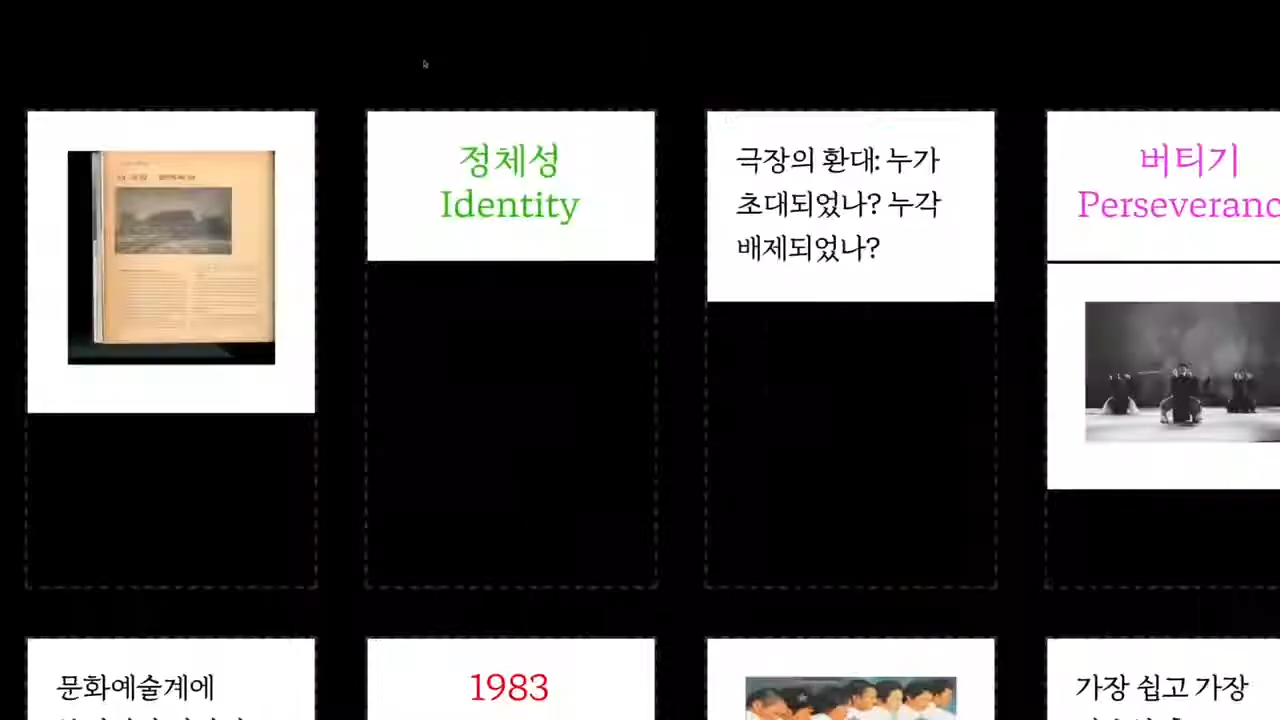 정체성
Identity
극장의 환대: 누가
초대되었나? 누각
배제되었나?
버티기
문화예술계에
1983
가장 쉽고 가장